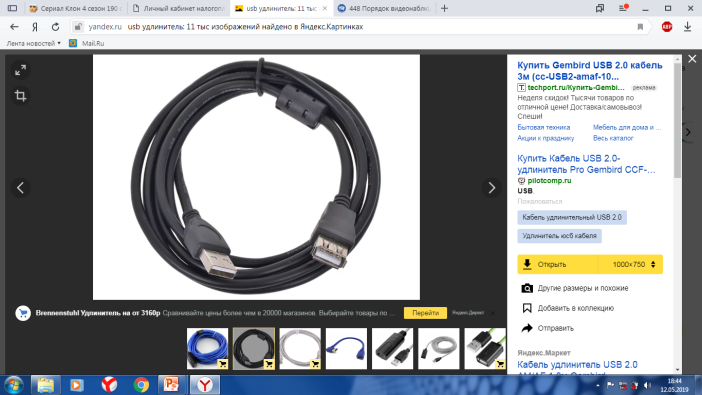 Сериал Клон 4 сезон 190 с
Личный кабинет налогопл
usb удлинитель: 11 тыс
448 Порядок видеонаблю
yandex.ru usb удлинитель: 11 тыс изображений найдено в Яндекс.Картинках
ABP
Лента новостей
Mail.Ru
Купить Gembird USB 2.0 кабель
3м (cc-USB2-amaf-10...
techport.ru/Купить-Gembi... реклама
Неделя скидок! Тысячи товаров по
отличной цене! Доставка/самовывоз!
Спеши!
Бытовая техника Мебель для дома и ...
Акции к празднику Весь каталог
Купить Кабель USB 2.0-
удлинитель Pro Gembird CCF-...
pilotcomp.ru
USB.
Пожаловаться
Кабель удлинительный USB 2.0
Удлинитель юсб кабеля
Открыть 1000×750
Другие размеры и похожие
Добавить в коллекцию
Отправить
Яндекс.Маркет
Кабель удлинитель USB 2.0
Brennenstuhl Удлинитель на от 3160р Сравнивайте цены более чем в 20000 магазинов. Выбирайте товары по ... Перейти Яндекс.Директ
18:44
12.05.2019